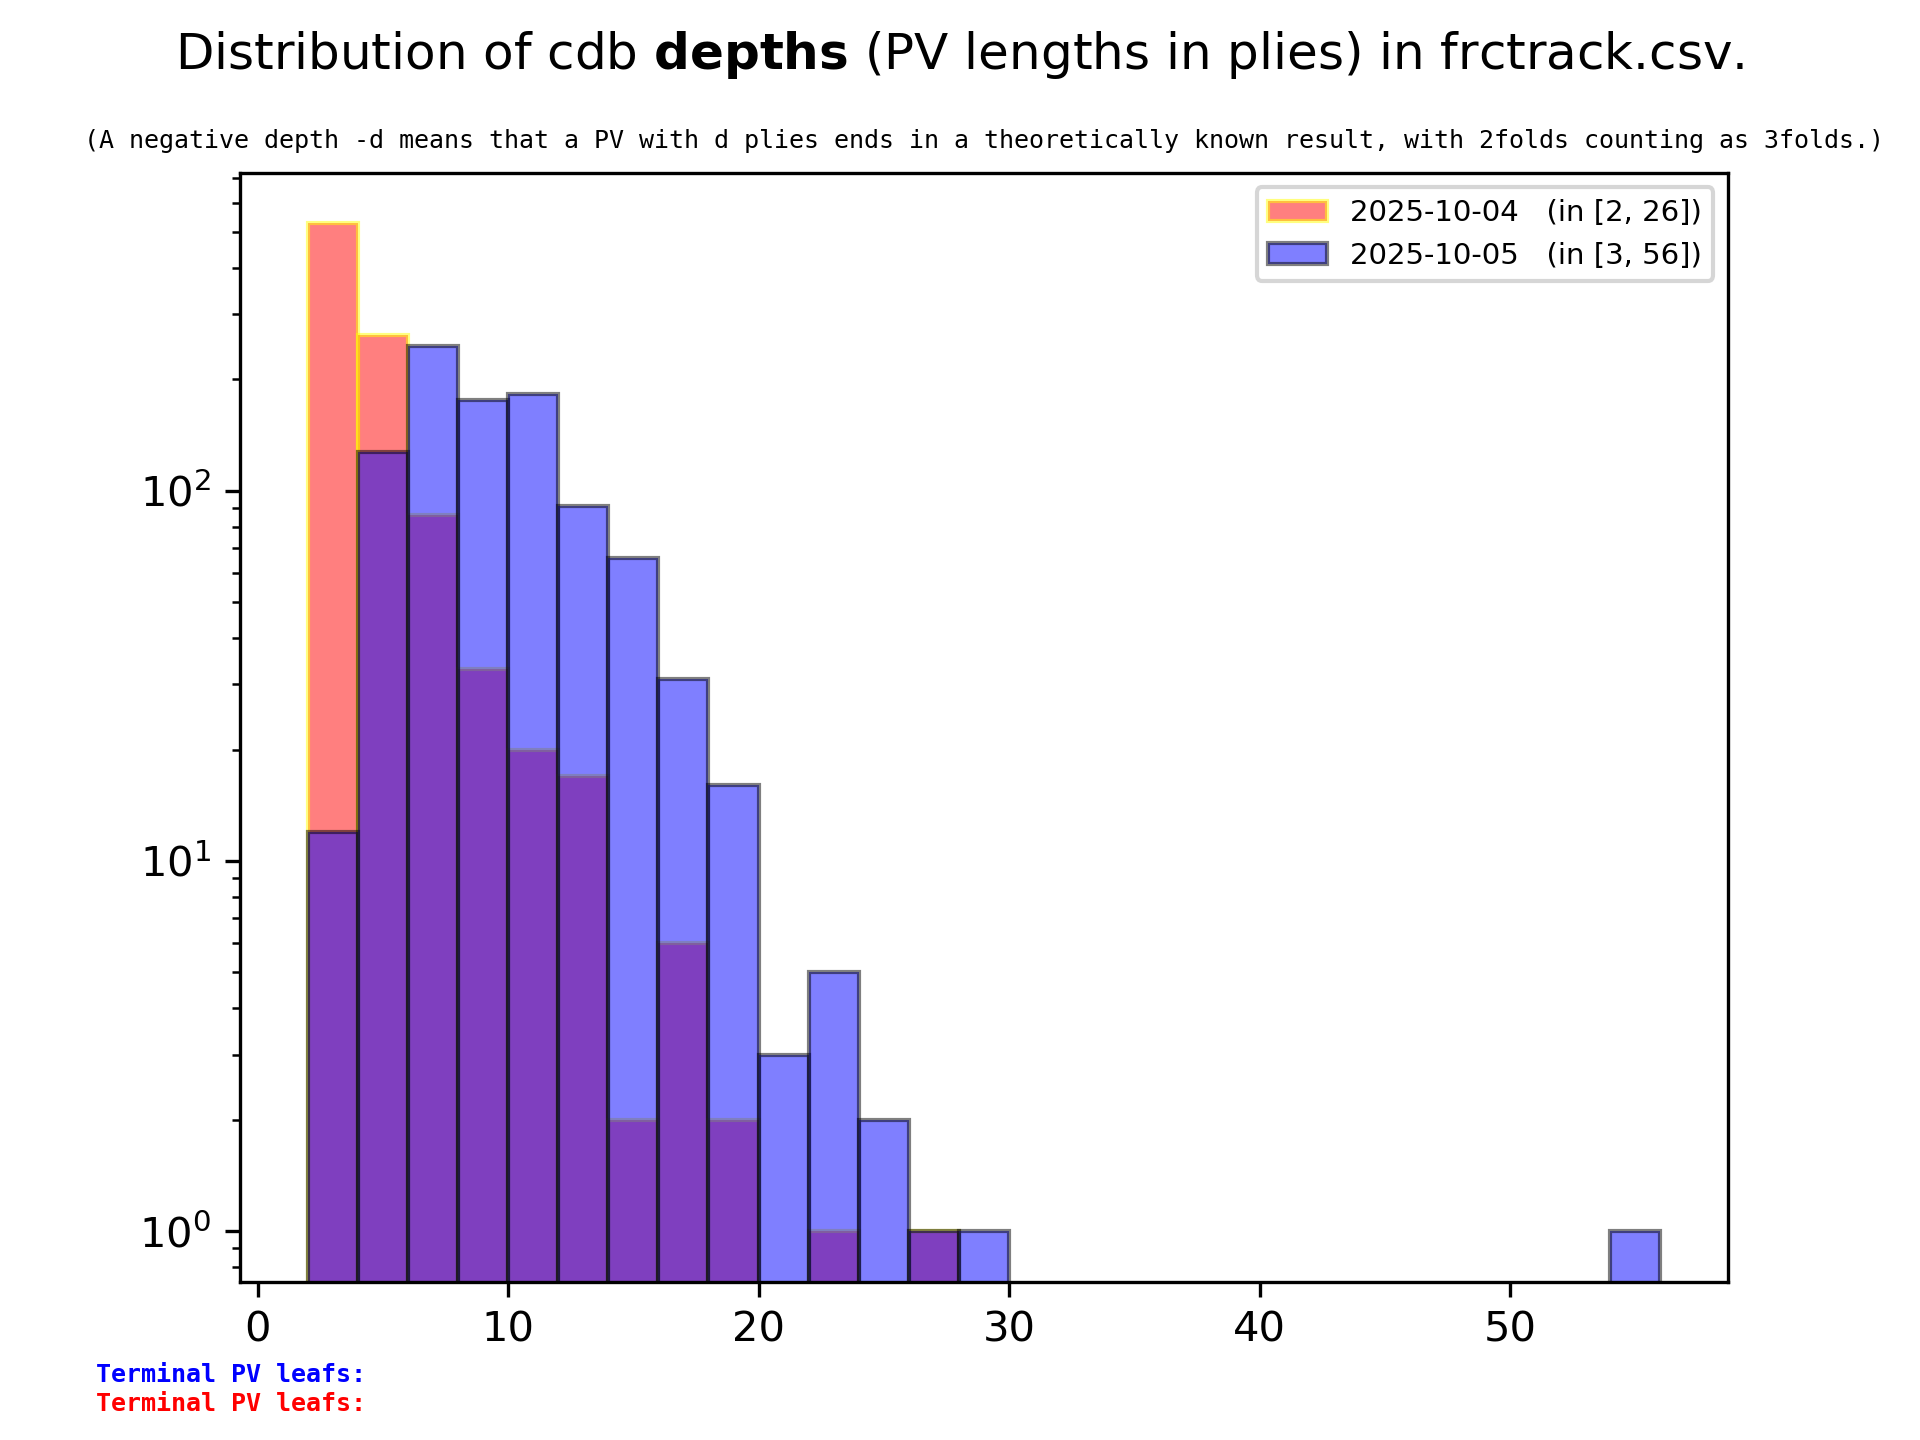 Distribution of cdb depths (PV lengths in plies) in frctrack.csv.
(A negative depth -d means that a PV with d plies ends in a theoretically known result, with 2folds counting as 3folds.)
2025-10-04 (in [2, 26])
2025-10-05 (in [3, 56])
10²
10¹
10⁰
0 10 20 30 40 50
Terminal PV leafs:
Terminal PV leafs: